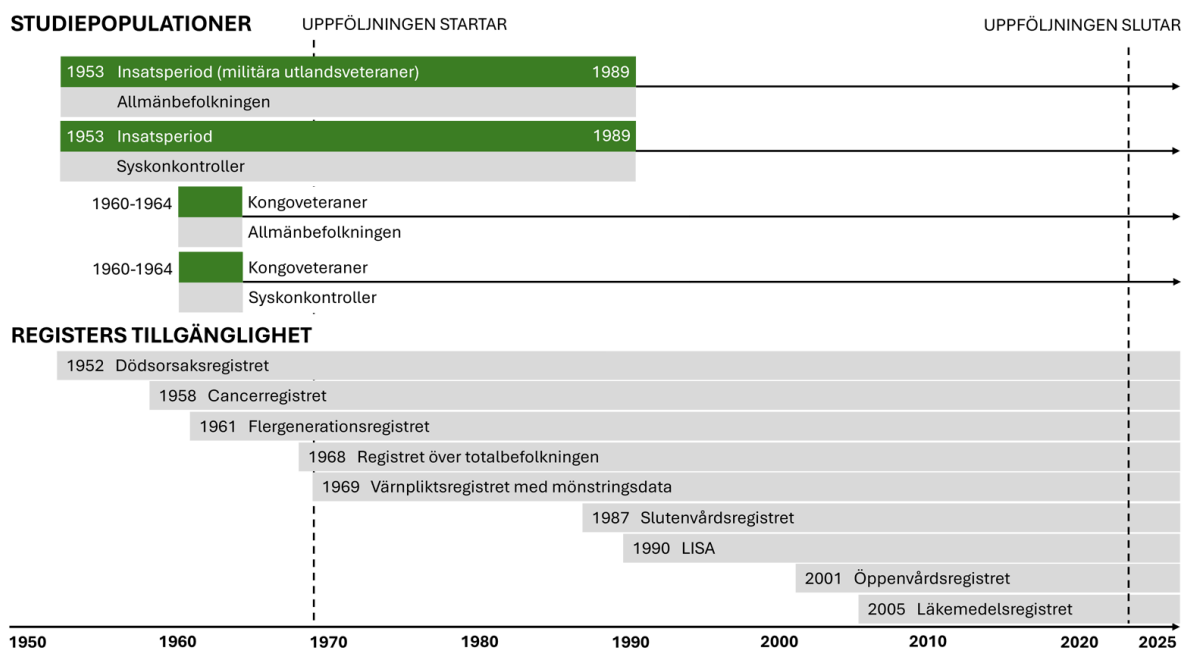 STUDIEPOPULATIONER
UPPFÖLJNINGEN STARTAR
UPPFÖLJNINGEN SLUTAR
1953 Insatsperiod (militära utlandsveteraner) 1989
Allmänbefolkningen
1953 Insatsperiod 1989
Syskonkontroller
1960-1964 Kongoveteraner
Allmänbefolkningen
1960-1964 Kongoveteraner
Syskonkontroller
REGISTERS TILLGÄNGLIGHET
1952 Dödsorsaksregistret
1958 Cancerregistret
1961 Flergenerationsregistret
1968 Registret över totalbefolkningen
1969 Värnpliktsregistret med mönstringsdata
1987 Slutenvårdsregistret
1990 LISA
2001 Öppenvårdsregistret
2005 Läkemedelsregistret
1950 1960 1970 1980 1990 2000 2010 2020 2025